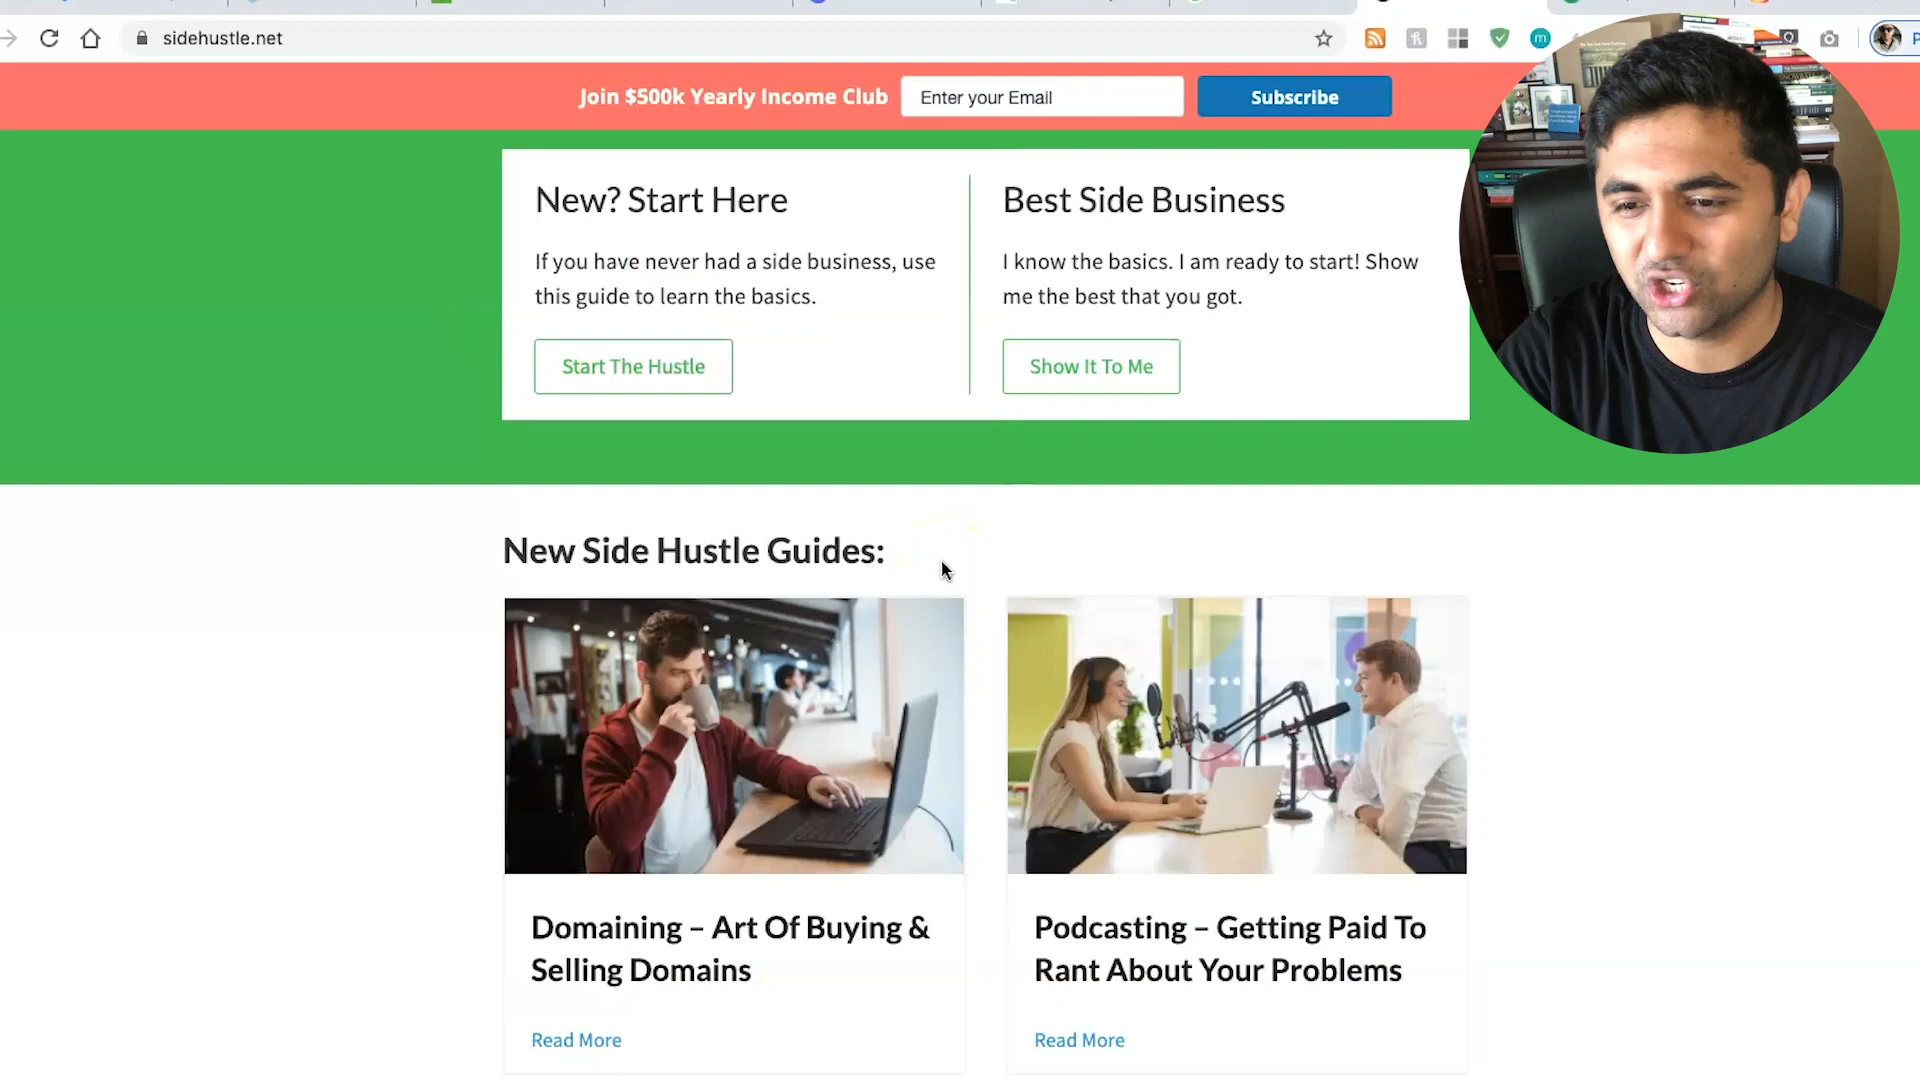 sidehustle.net
Join $500k Yearly Income Club
Enter your Email
Subscribe
New? Start Here
If you have never had a side business, use
this guide to learn the basics.
Start The Hustle
Best Side Business
I know the basics. I am ready to start! Show
me the best that you got.
Show It To Me
New Side Hustle Guides:
Domaining – Art Of Buying &
Selling Domains
Read More
Podcasting – Getting Paid To
Rant About Your Problems
Read More